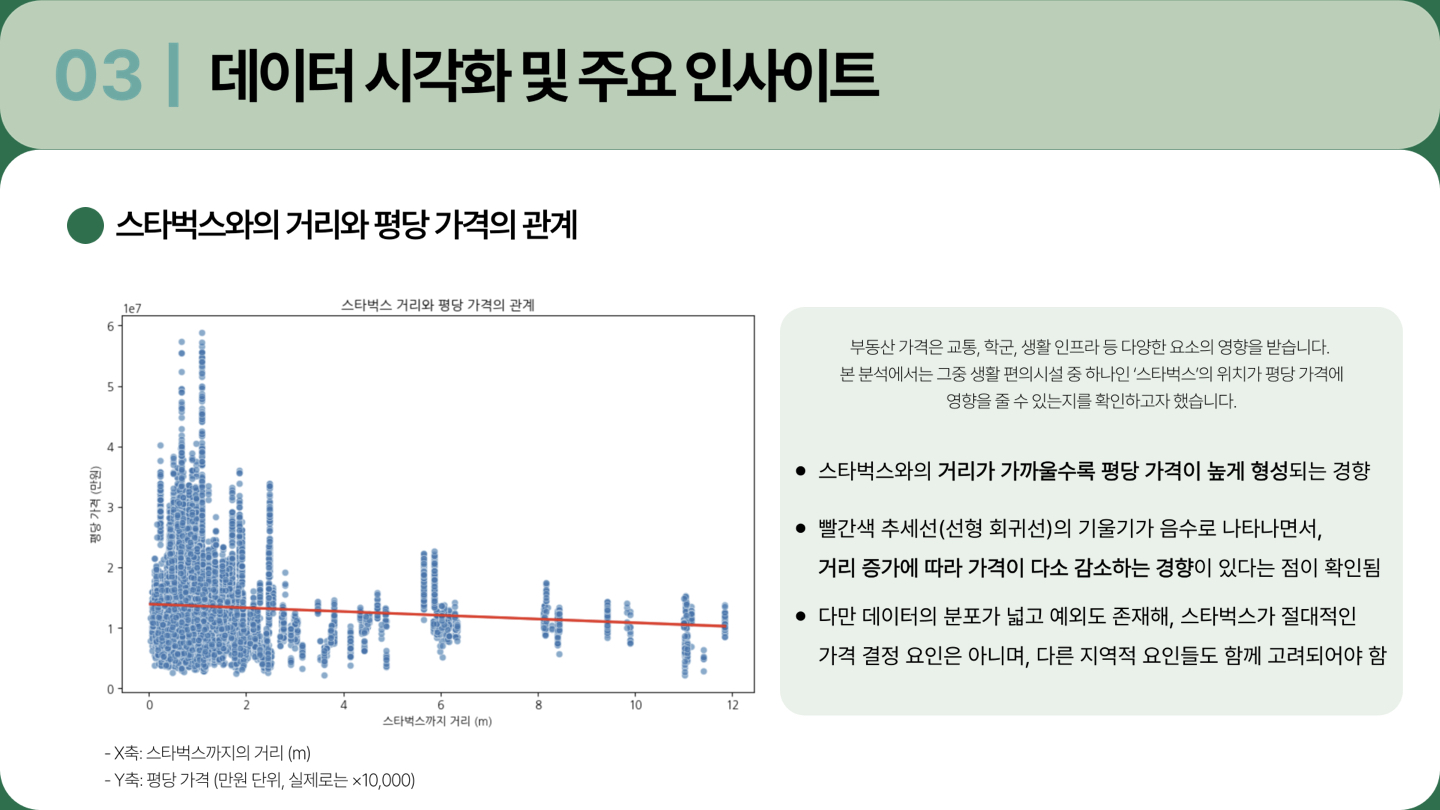 03 | 데이터 시각화 및 주요 인사이트
스타벅스와의 거리와 평당 가격의 관계
스타벅스 거리와 평당 가격의 관계
1e7
6
5
4
3
2
1
0
평당 가격 (만원)
0 2 4 6 8 10 12
스타벅스까지 거리 (m)
- X축: 스타벅스까지의 거리 (m)
- Y축: 평당 가격 (만원 단위, 실제로는 ×10,000)
부동산 가격은 교통, 학군, 생활 인프라 등 다양한 요소의 영향을 받습니다.
본 분석에서는 그중 생활 편의시설 중 하나인 ‘스타벅스’의 위치가 평당 가격에
영향을 줄 수 있는지를 확인하고자 했습니다.
● 스타벅스와의 거리가 가까울수록 평당 가격이 높게 형성되는 경향
● 빨간색 추세선(선형 회귀선)의 기울기가 음수로 나타나면서,
거리 증가에 따라 가격이 다소 감소하는 경향이 있다는 점이 확인됨
● 다만 데이터의 분포가 넓고 예외도 존재해, 스타벅스가 절대적인
가격 결정 요인은 아니며, 다른 지역적 요인들도 함께 고려되어야 함